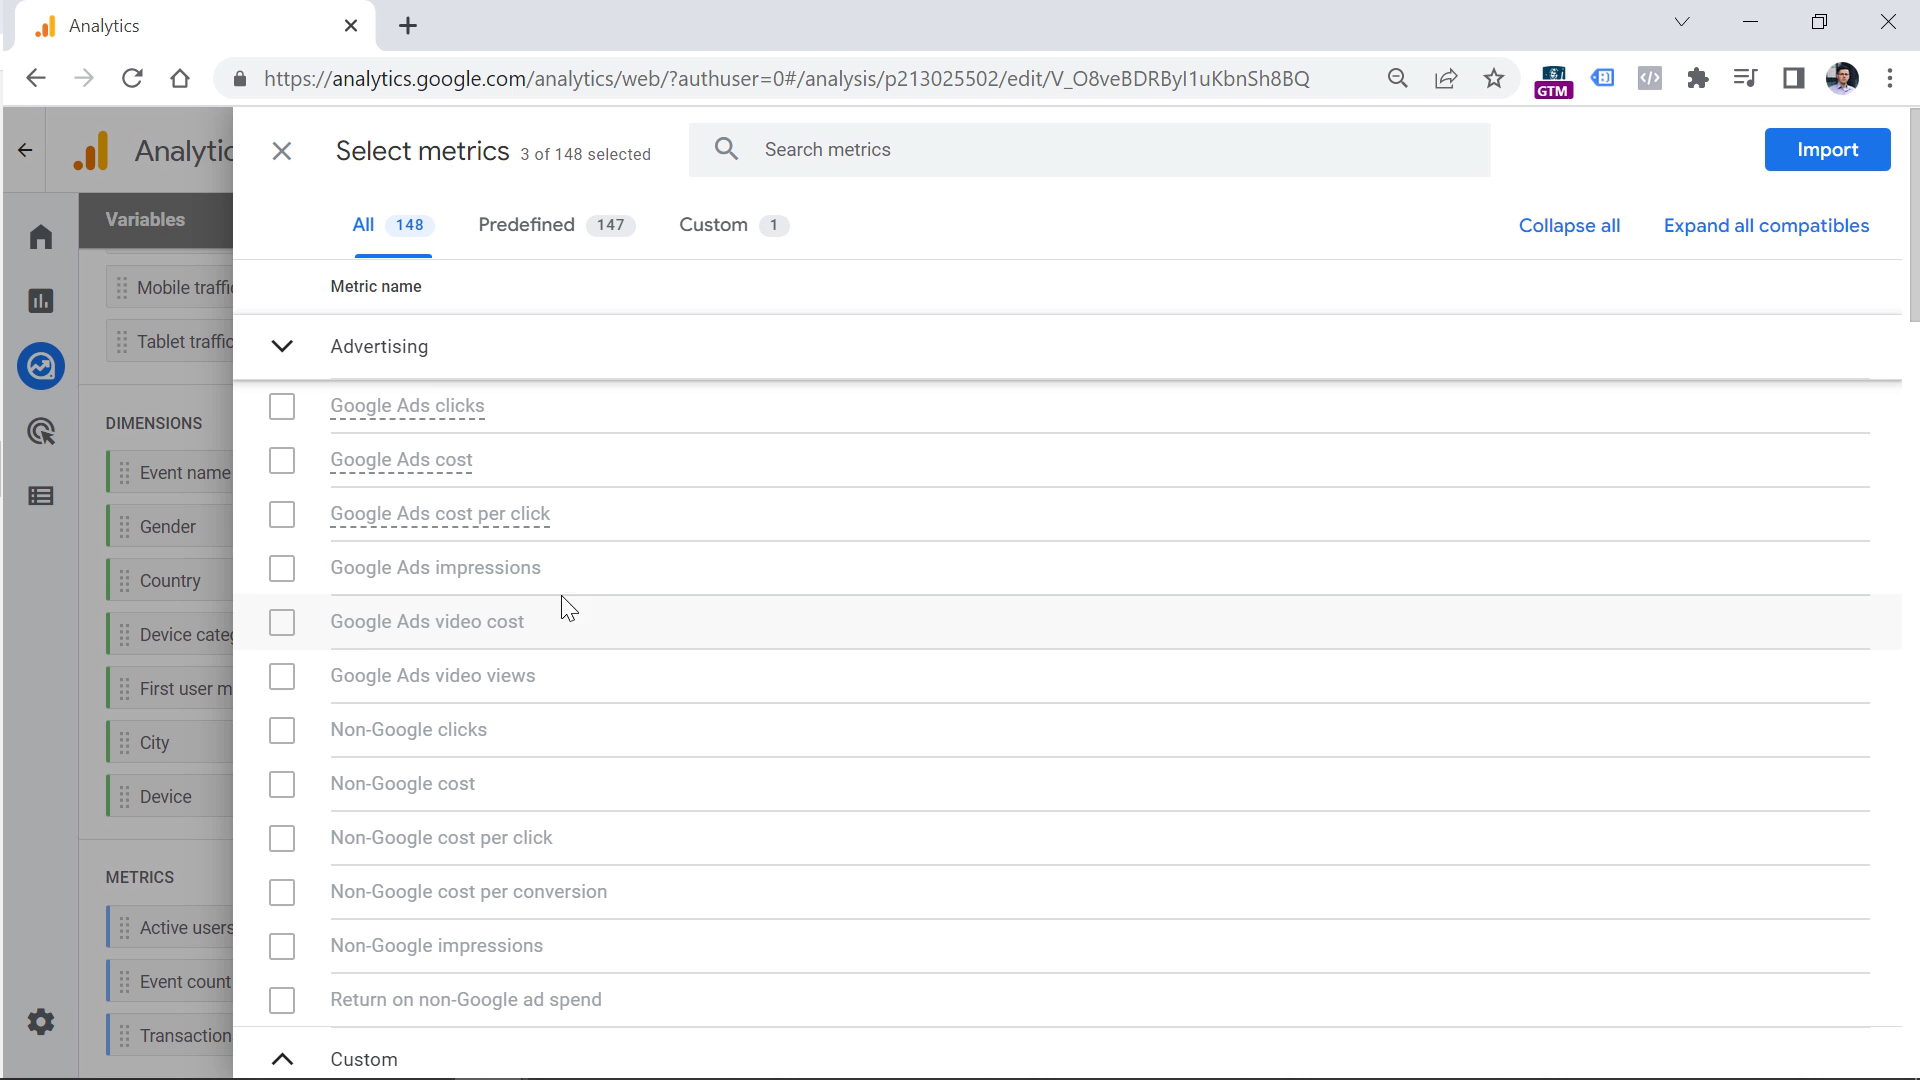 Analytics
https://analytics.google.com/analytics/web/?authuser=0#/analysis/p213025502/edit/V_O8veBDRByI1uKbnSh8BQ
GTM
Analytic
Select metrics 3 of 148 selected
Search metrics
Import
Variables
All 148
Predefined 147
Custom 1
Collapse all
Expand all compatibles
Mobile traffi
Metric name
Tablet traffic
Advertising
DIMENSIONS
Google Ads clicks
Event name
Google Ads cost
Gender
Google Ads cost per click
Country
Google Ads impressions
Device cate
Google Ads video cost
First user m
Google Ads video views
City
Non-Google clicks
Device
Non-Google cost
Non-Google cost per click
METRICS
Non-Google cost per conversion
Active users
Non-Google impressions
Event count
Return on non-Google ad spend
Transaction
Custom